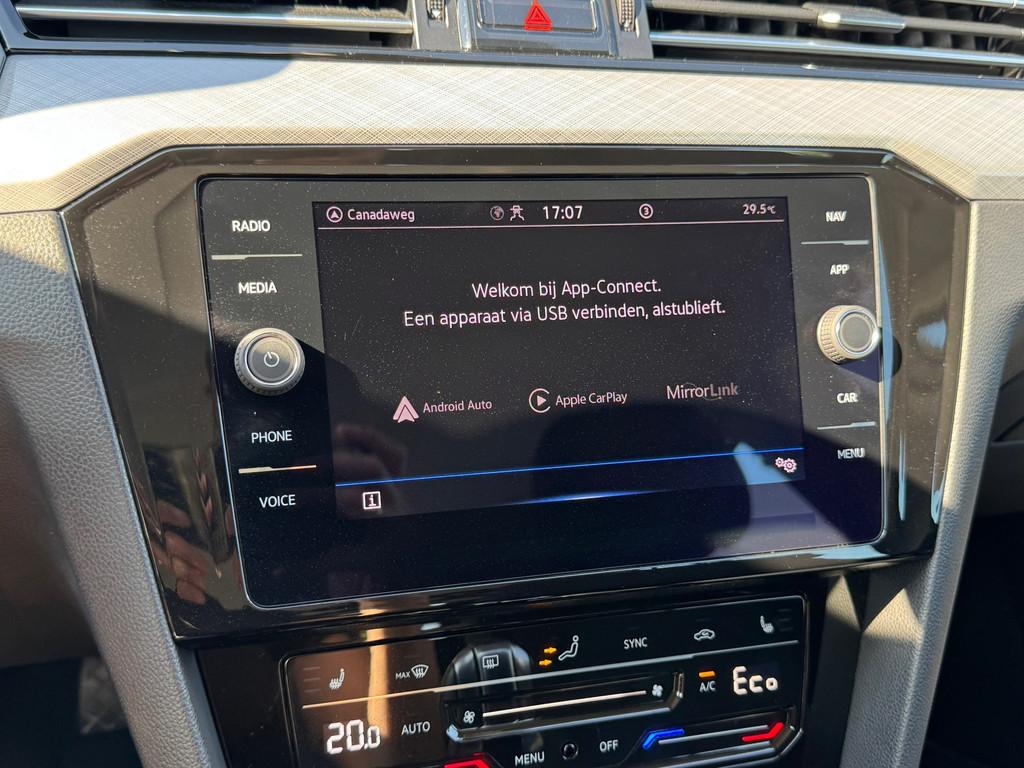 Canadaweg 17:07 3 29.5°C
RADIO
MEDIA
PHONE
VOICE
Welkom bij App-Connect.
Een apparaat via USB verbinden, alstublieft.
Android Auto
Apple CarPlay
MirrorLink
i
NAV
APP
CAR
MENU
MAX
SYNC
20.0
AUTO
A/C
Eco
MENU
OFF